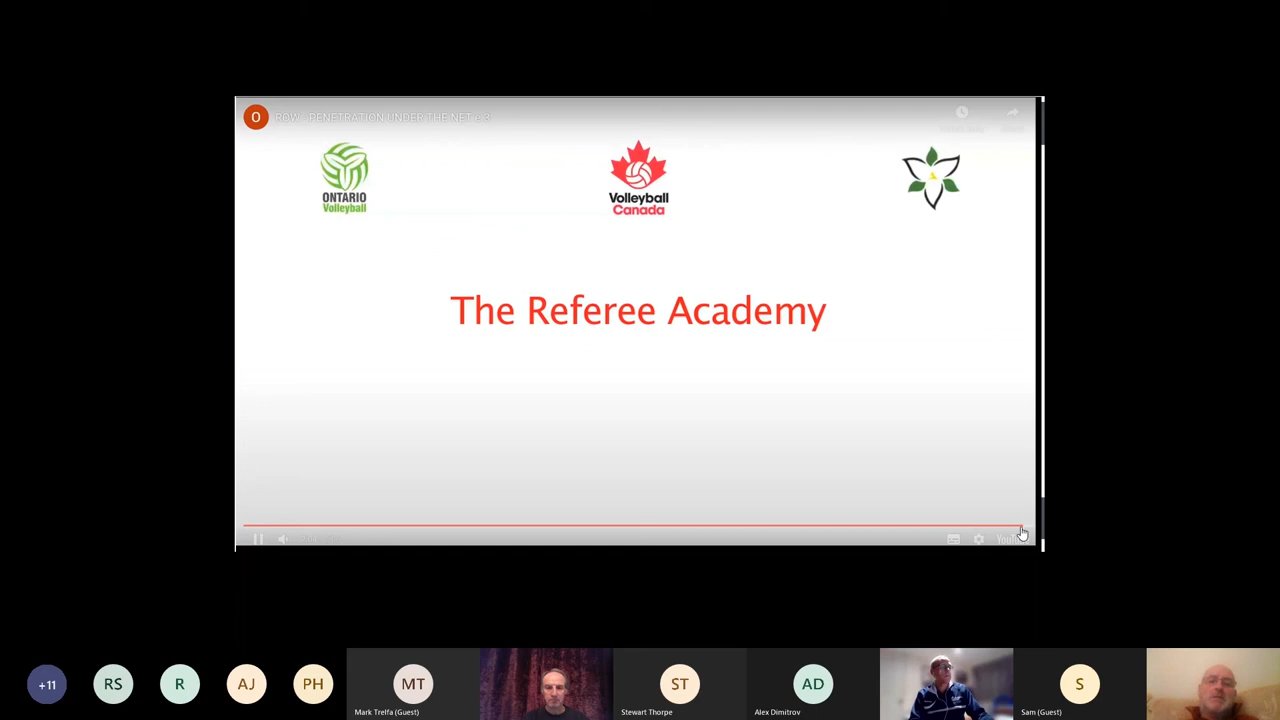 O
ROW - PENETRATION UNDER THE NET
ONTARIO
Volleyball
Volleyball
Canada
The Referee Academy
+11
RS
R
AJ
PH
MT
Mark Trelfa (Guest)
ST
Stewart Thorpe
AD
Alex Dimitrov
S
Sam (Guest)